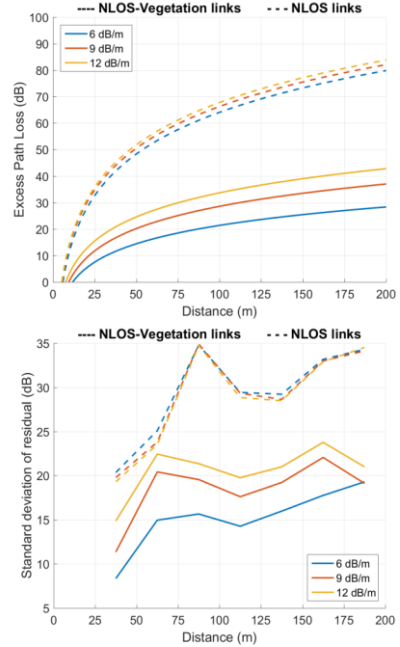 NLOS-Vegetation links NLOS links
6 dB/m
9 dB/m
12 dB/m
Excess Path Loss (dB)
100
90
80
70
60
50
40
30
20
10
0
0 25 50 75 100 125 150 175 200
Distance (m)
NLOS-Vegetation links NLOS links
Standard deviation of residual (dB)
35
30
25
20
15
10
5
6 dB/m
9 dB/m
12 dB/m
0 25 50 75 100 125 150 175 200
Distance (m)